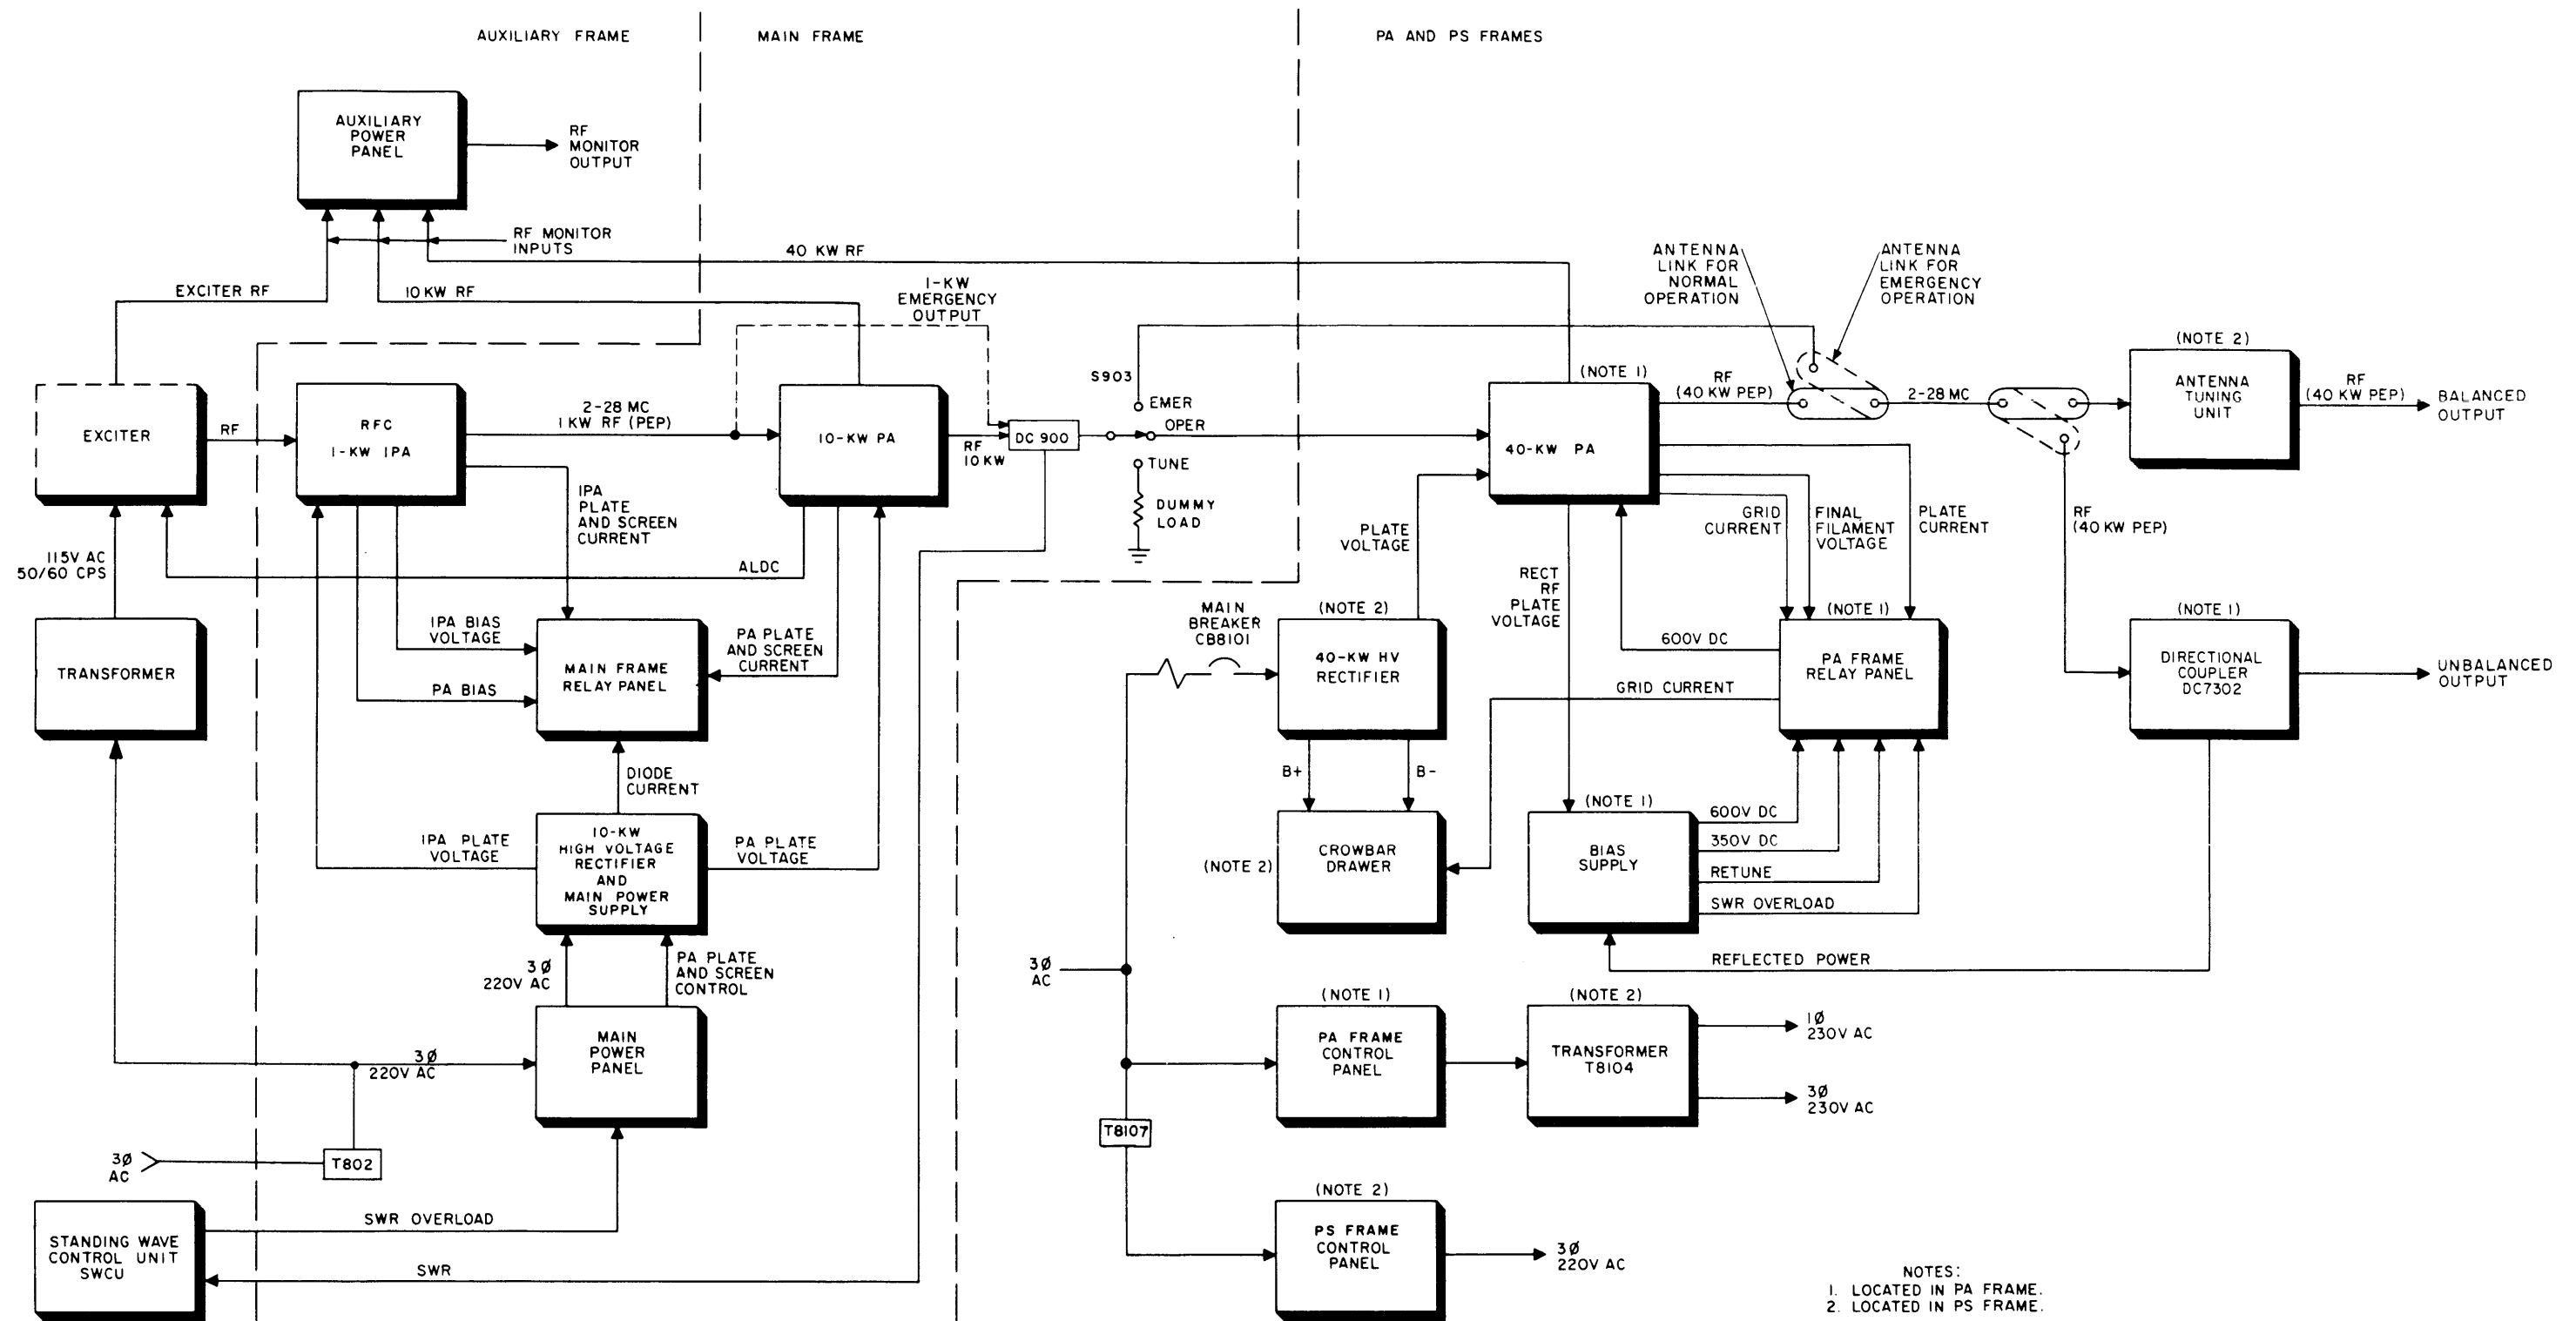 AUXILIARY FRAME
MAIN FRAME
PA AND PS FRAMES
AUXILIARY
POWER
PANEL
RF
MONITOR
OUTPUT
RF MONITOR
INPUTS
40 KW RF
EXCITER RF
10 KW RF
1-KW
EMERGENCY
OUTPUT
ANTENNA
LINK FOR
NORMAL
OPERATION
ANTENNA
LINK FOR
EMERGENCY
OPERATION
EXCITER
RF
RFC
1-KW IPA
2-28 MC
1 KW RF (PEP)
10-KW PA
RF
10 KW
DC 900
S903
EMER
OPER
TUNE
DUMMY
LOAD
(NOTE 1)
40-KW PA
RF
(40 KW PEP)
2-28 MC
(NOTE 2)
ANTENNA
TUNING
UNIT
RF
(40 KW PEP)
BALANCED
OUTPUT
IPA
PLATE
AND SCREEN
CURRENT
115V AC
50/60 CPS
ALDC
PLATE
VOLTAGE
GRID
CURRENT
FINAL
FILAMENT
VOLTAGE
PLATE
CURRENT
RF
(40 KW PEP)
RECT
RF
PLATE
VOLTAGE
TRANSFORMER
IPA BIAS
VOLTAGE
PA BIAS
MAIN FRAME
RELAY PANEL
PA PLATE
AND SCREEN
CURRENT
MAIN
BREAKER
CB8101
(NOTE 2)
40-KW HV
RECTIFIER
600V DC
GRID CURRENT
(NOTE 1)
PA FRAME
RELAY PANEL
(NOTE 1)
DIRECTIONAL
COUPLER
DC7302
UNBALANCED
OUTPUT
DIODE
CURRENT
B+
B-
IPA PLATE
VOLTAGE
10-KW
HIGH VOLTAGE
RECTIFIER
AND
MAIN POWER
SUPPLY
PA PLATE
VOLTAGE
(NOTE 2)
CROWBAR
DRAWER
(NOTE 1)
BIAS
SUPPLY
600V DC
350V DC
RETUNE
SWR OVERLOAD
REFLECTED POWER
3Ø
220V AC
PA PLATE
AND SCREEN
CONTROL
3Ø
AC
3Ø
220V AC
MAIN
POWER
PANEL
(NOTE 1)
PA FRAME
CONTROL
PANEL
(NOTE 2)
TRANSFORMER
T8104
1Ø
230V AC
3Ø
230V AC
T8107
3Ø
AC
T802
STANDING WAVE
CONTROL UNIT
SWCU
SWR OVERLOAD
SWR
(NOTE 2)
PS FRAME
CONTROL
PANEL
3Ø
220V AC
NOTES:
1. LOCATED IN PA FRAME.
2. LOCATED IN PS FRAME.